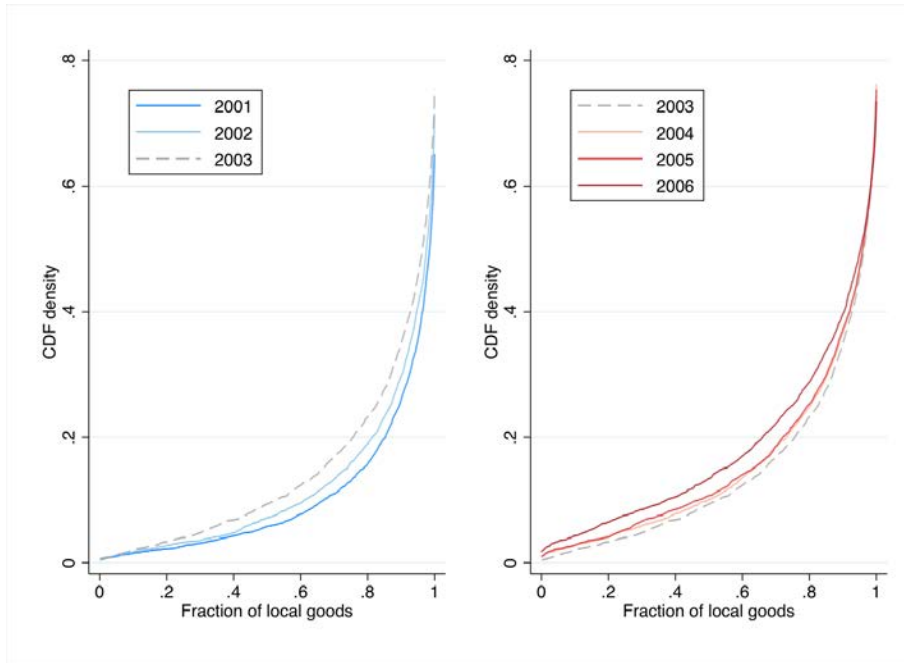 2001
2002
2003
CDF density
0 .2 .4 .6 .8
0 .2 .4 .6 .8 1
Fraction of local goods
2003
2004
2005
2006
CDF density
0 .2 .4 .6 .8
0 .2 .4 .6 .8 1
Fraction of local goods